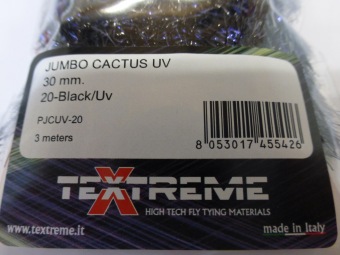 JUMBO CACTUS UV
30 mm.
20-Black/Uv
PJCUV-20
3 meters
8 053017 455426
TEXTREME
HIGH TECH FLY TYING MATERIALS
www.textreme.it
made in Italy